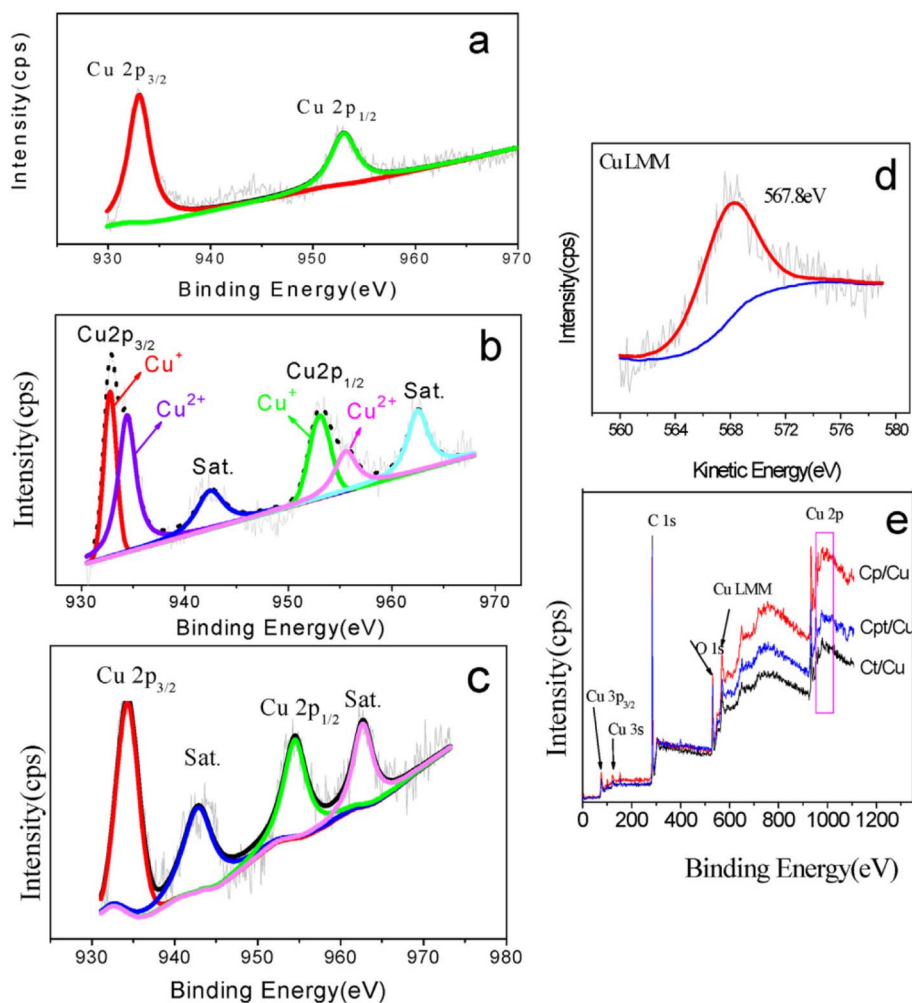 a
Cu 2p3/2
Cu 2p1/2
Intensity(cps)
930 940 950 960 970
Binding Energy(eV)
b
Cu2p3/2
Cu+
Cu2+
Sat.
Cu2p1/2
Cu+
Cu2+
Sat.
Intensity(cps)
930 940 950 960 970
Binding Energy(eV)
c
Cu 2p3/2
Sat.
Cu 2p1/2
Sat.
Intensity(cps)
930 940 950 960 970 980
Binding Energy(eV)
Cu LMM
d
567.8eV
Intensity(cps)
560 564 568 572 576 580
Kinetic Energy(eV)
e
C 1s
Cu 2p
Cp/Cu
Cu LMM
Cpt/Cu
O 1s
Ct/Cu
Cu 3p3/2
Cu 3s
Intensity(cps)
0 200 400 600 800 1000 1200
Binding Energy(eV)